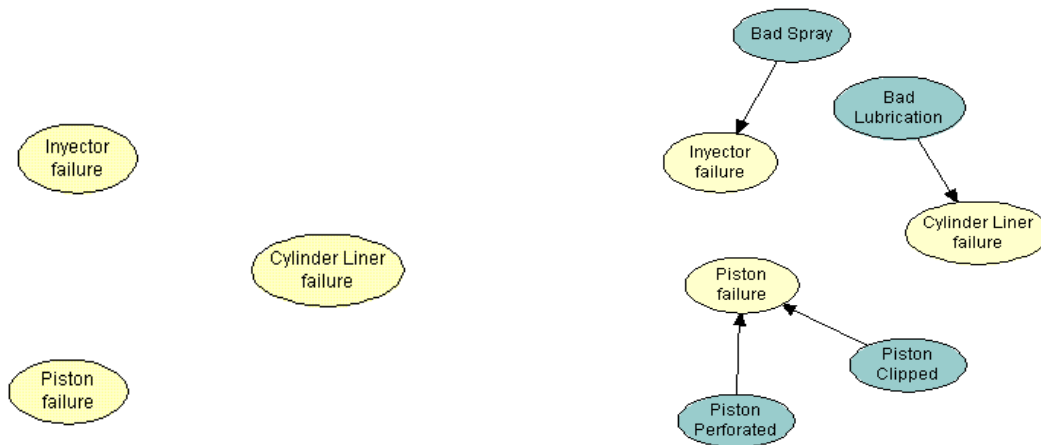 Inyector
failure
Cylinder Liner
failure
Piston
failure
Bad Spray
Bad
Lubrication
Inyector
failure
Cylinder Liner
failure
Piston
failure
Piston
Clipped
Piston
Perforated